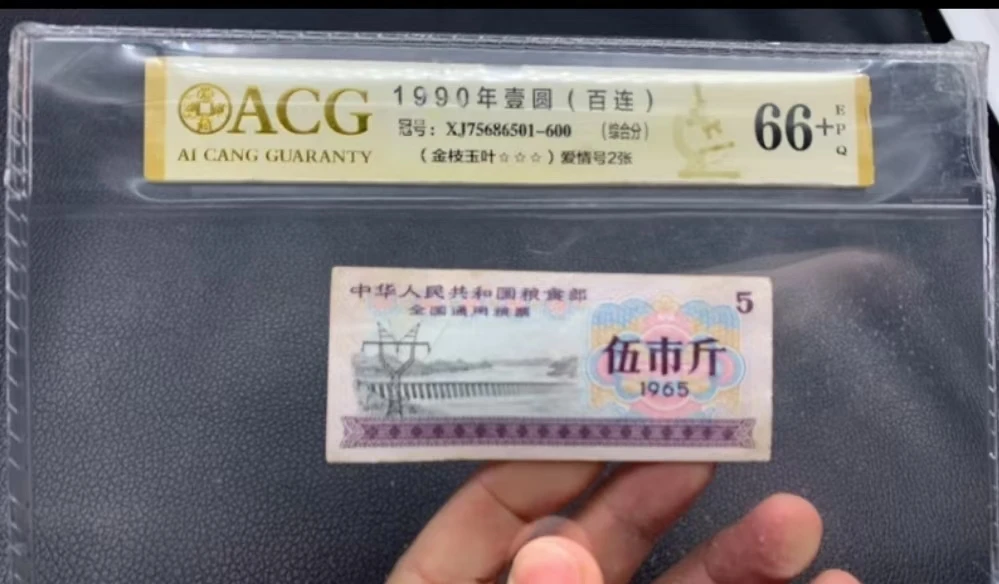 ACG
AI CANG GUARANTY
1990年壹圆（百连）
冠号：XJ75686501-600 （综合分）
（金枝玉叶☆☆☆）爱情号2张
66+
EPQ
中华人民共和国粮食部
全国通用粮票
5
伍市斤
1965